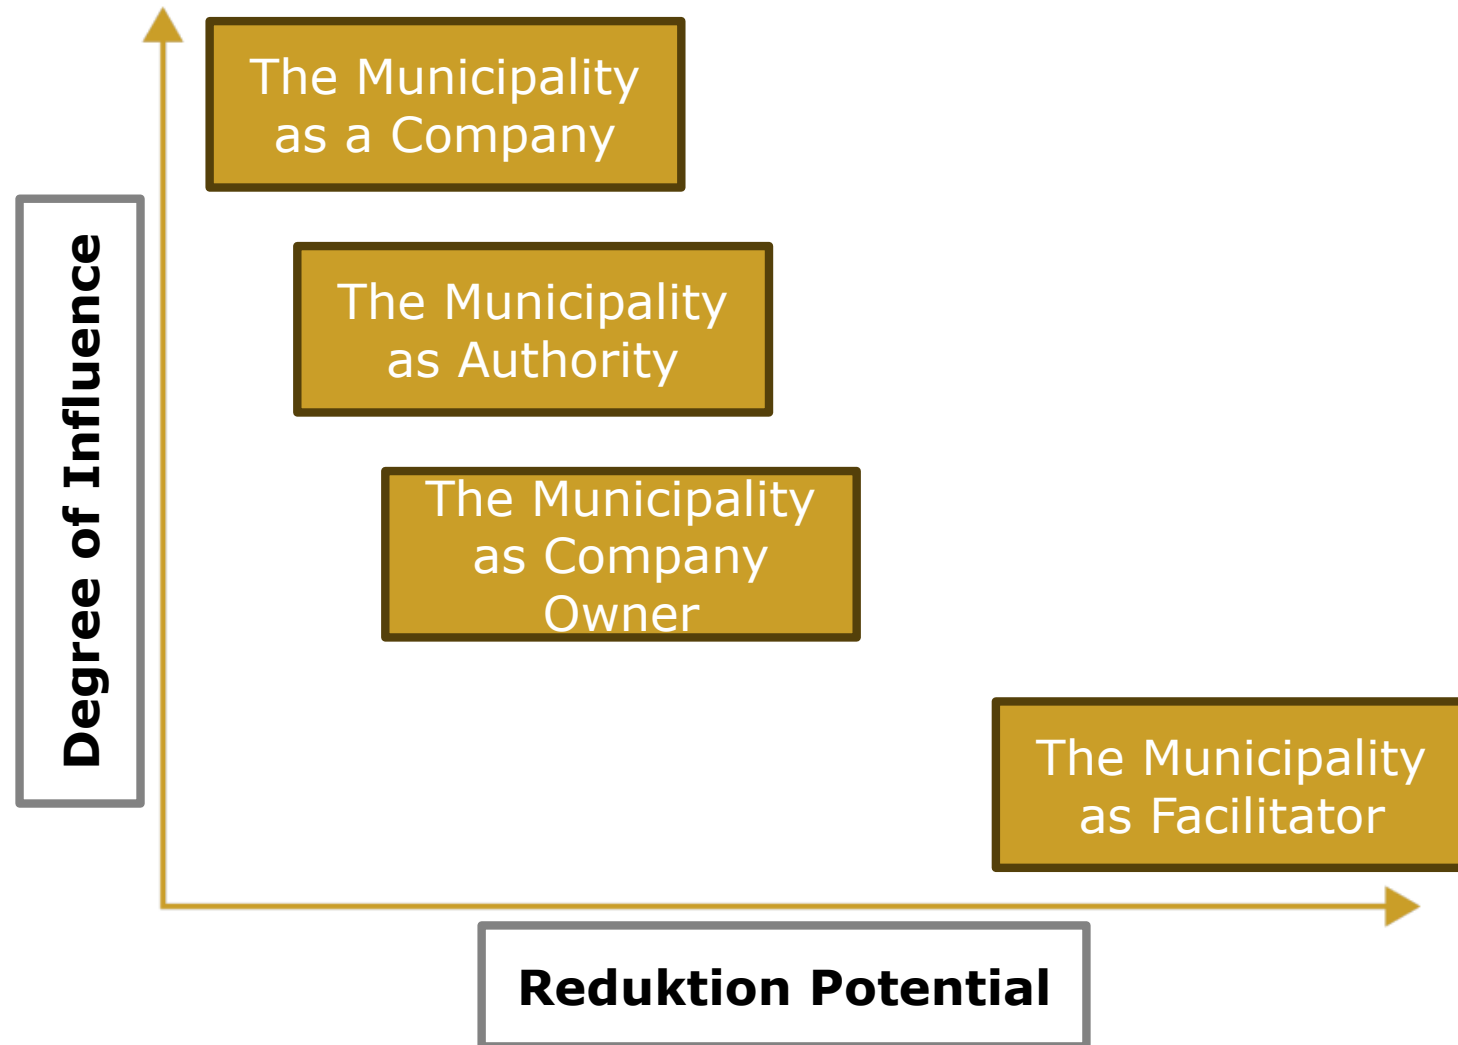 The Municipality
as a Company
The Municipality
as Authority
The Municipality
as Company
Owner
The Municipality
as Facilitator
Degree of Influence
Reduktion Potential